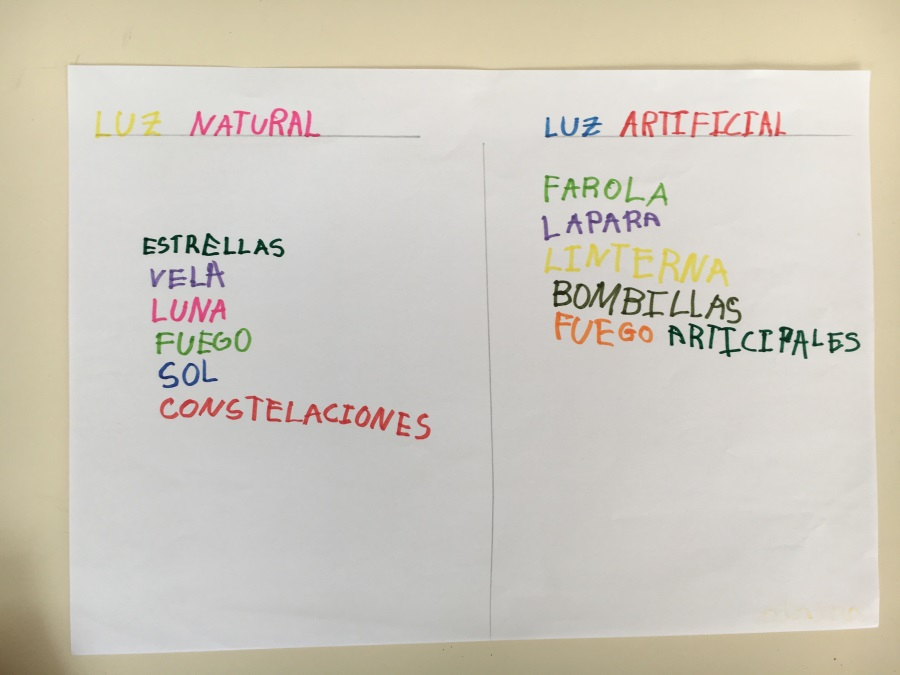 LUZ NATURAL
ESTRELLAS
VELA
LUNA
FUEGO
SOL
CONSTELACIONES
LUZ ARTIFICIAL
FAROLA
LAPARA
LINTERNA
BOMBILLAS
FUEGO ARTICIPALES